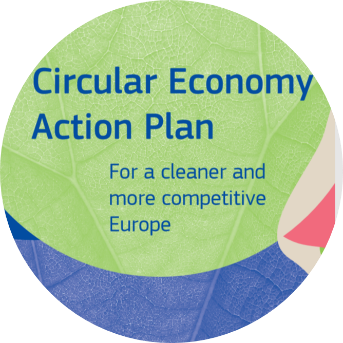 Circular Economy
Action Plan
For a cleaner and
more competitive
Europe